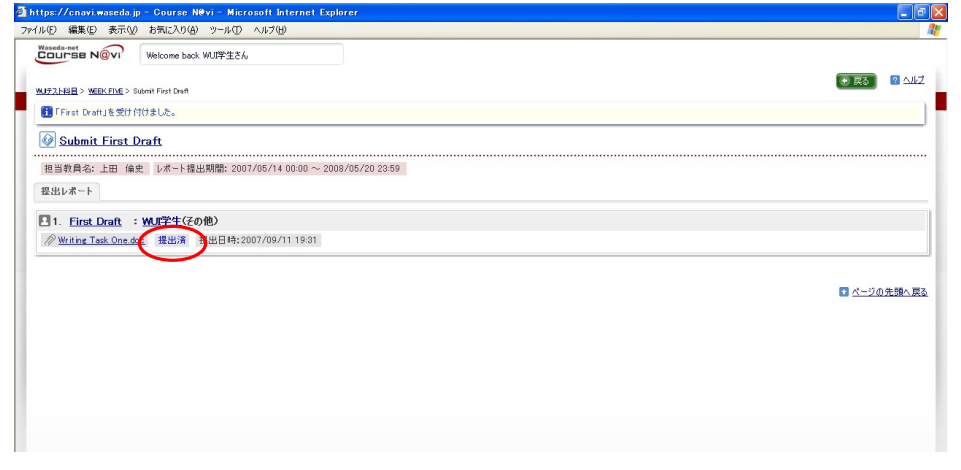 https://cnavi.waseda.jp - Course N@vi - Microsoft Internet Explorer
ファイル(F) 編集(E) 表示(V) お気に入り(A) ツール(T) ヘルプ(H)
Waseda-net
Course N@vi
Welcome back WUI学生さん
戻る ヘルプ
WUIテスト科目 > WEEK FIVE > Submit First Draft
「First Draft」を受け付けました。
Submit First Draft
担当教員名: 上田 倫史 レポート提出期間: 2007/05/14 00:00 ～ 2008/05/20 23:59
提出レポート
1. First Draft : WUI学生(その他)
Writing Task One.doc 提出済 提出日時:2007/09/11 19:31
ページの先頭へ戻る